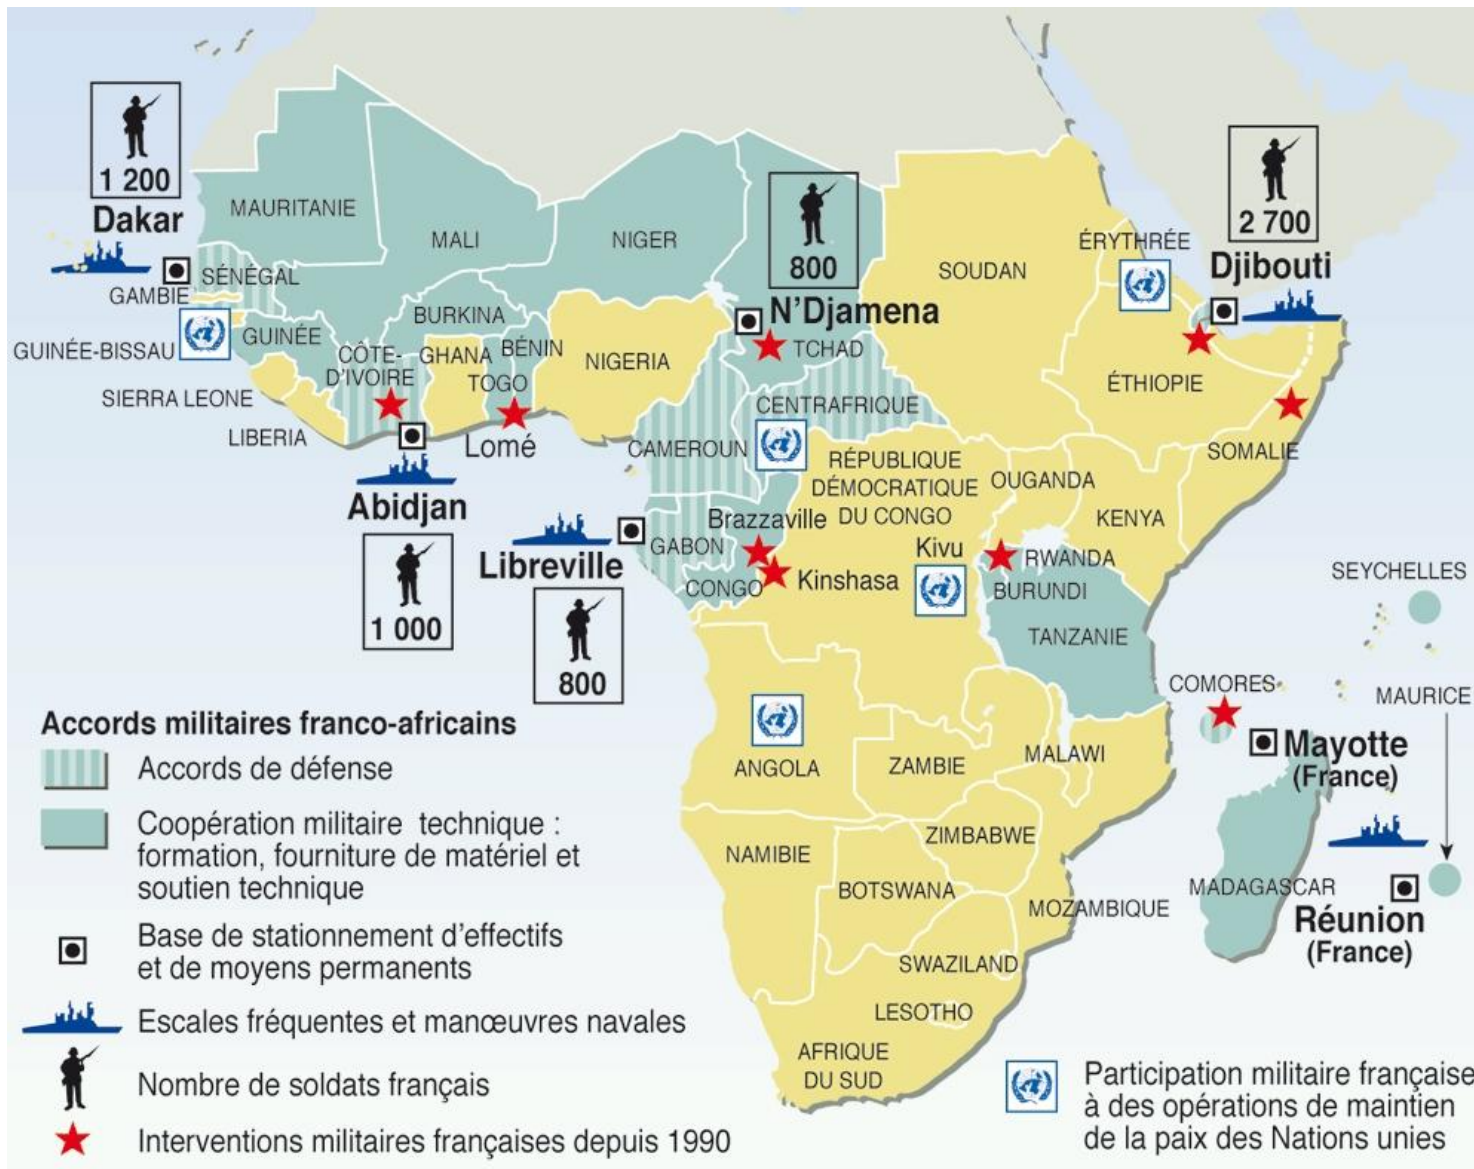 1 200
Dakar
MAURITANIE
MALI
NIGER
800
N'Djamena
TCHAD
SOUDAN
ÉRYTHRÉE
2 700
Djibouti
SÉNÉGAL
GAMBIE
GUINÉE-BISSAU
GUINÉE
BURKINA
CÔTE-
D'IVOIRE
GHANA
BÉNIN
TOGO
NIGERIA
SIERRA LEONE
LIBERIA
Lomé
Abidjan
1 000
CENTRAFRIQUE
CAMEROUN
ÉTHIOPIE
SOMALIE
RÉPUBLIQUE
DÉMOCRATIQUE
DU CONGO
OUGANDA
KENYA
Brazzaville
GABON
Libreville
800
CONGO
Kinshasa
Kivu
RWANDA
BURUNDI
TANZANIE
SEYCHELLES
COMORES
MAURICE
Mayotte
(France)
ANGOLA
ZAMBIE
MALAWI
NAMIBIE
ZIMBABWE
BOTSWANA
MOZAMBIQUE
MADAGASCAR
Réunion
(France)
SWAZILAND
LESOTHO
AFRIQUE
DU SUD
Accords militaires franco-africains
Accords de défense
Coopération militaire technique :
formation, fourniture de matériel et
soutien technique
Base de stationnement d'effectifs
et de moyens permanents
Escales fréquentes et manœuvres navales
Nombre de soldats français
Interventions militaires françaises depuis 1990
Participation militaire française
à des opérations de maintien
de la paix des Nations unies